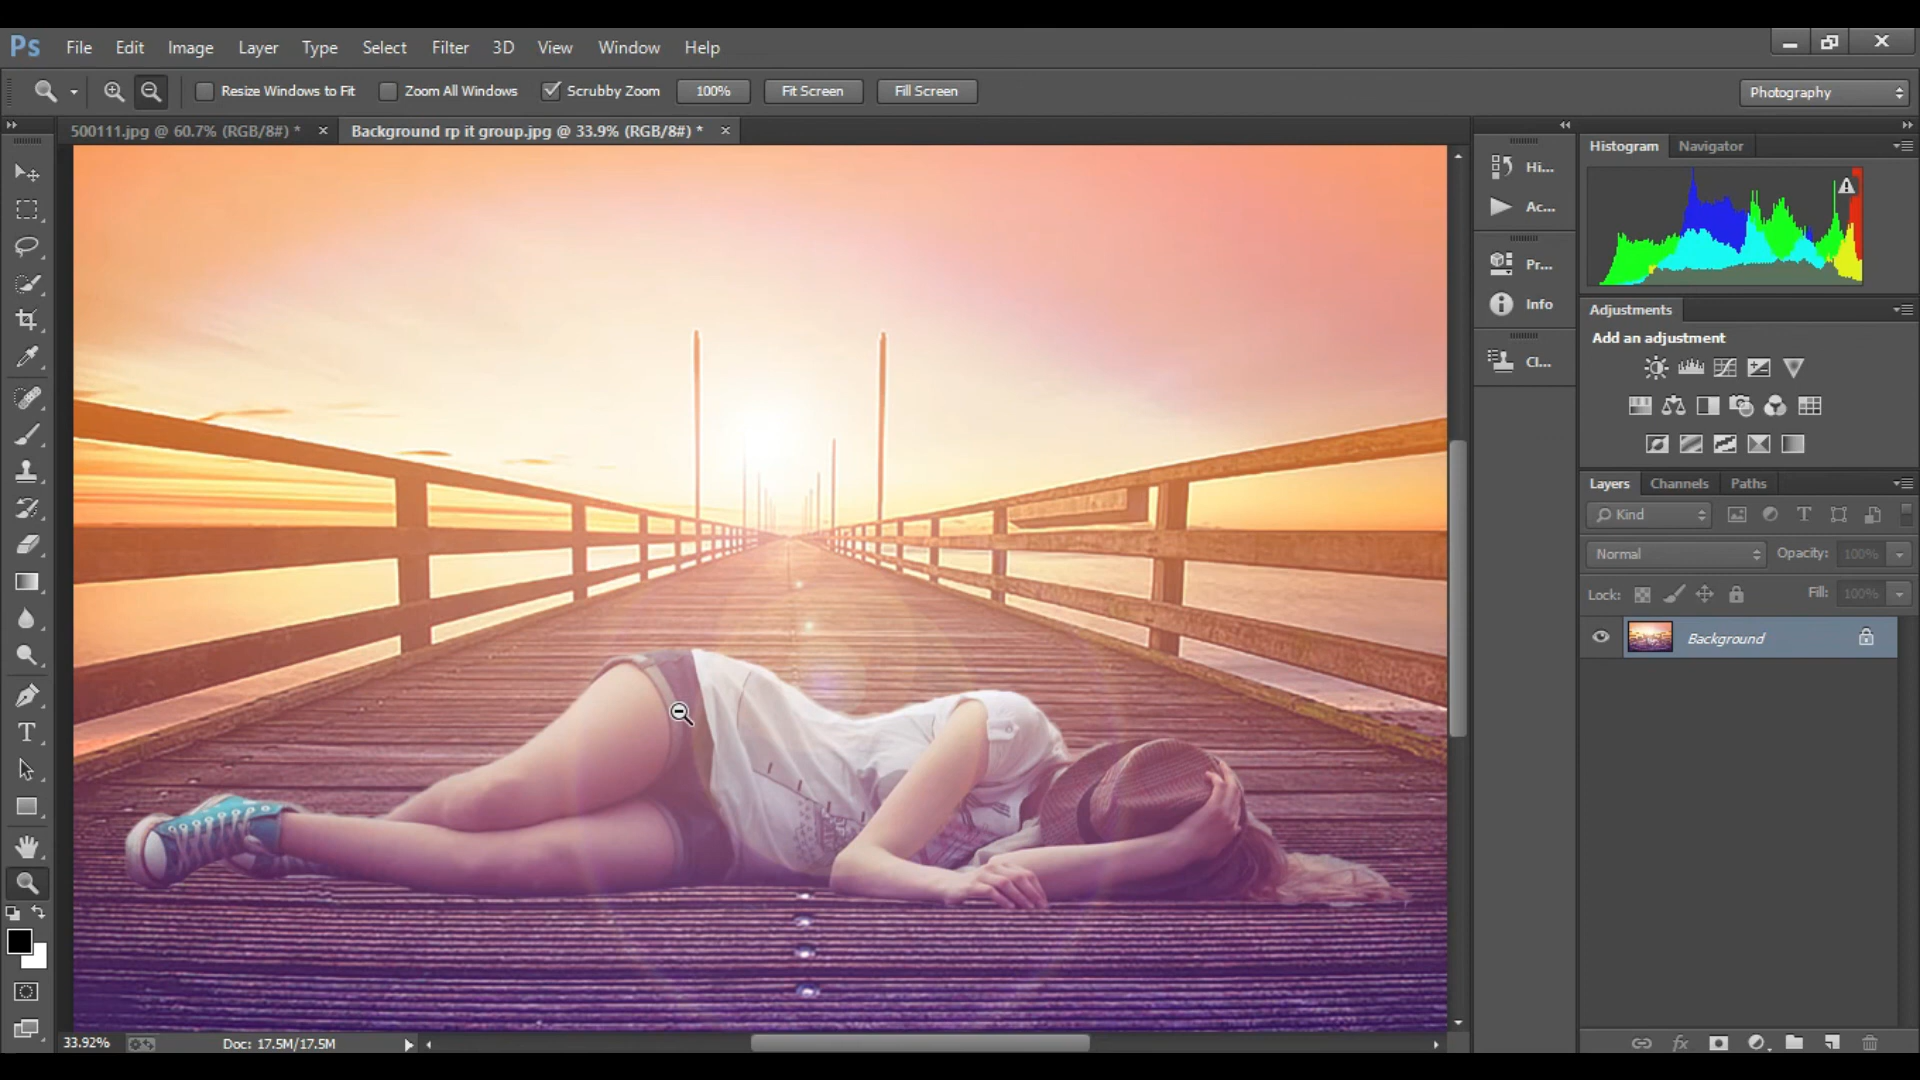 Ps File Edit Image Layer Type Select Filter 3D View Window Help
Resize Windows to Fit Zoom All Windows Scrubby Zoom 100% Fit Screen Fill Screen Photography
500111.jpg @ 60.7% (RGB/8#) * × Background rp it group.jpg @ 33.9% (RGB/8#) * ×
Hi...
Ac...
Pr...
Info
Cl...
Histogram Navigator
Adjustments
Add an adjustment
Layers Channels Paths
Kind
Normal Opacity: 100%
Lock: Fill: 100%
Background
33.92% Doc: 17.5M/17.5M